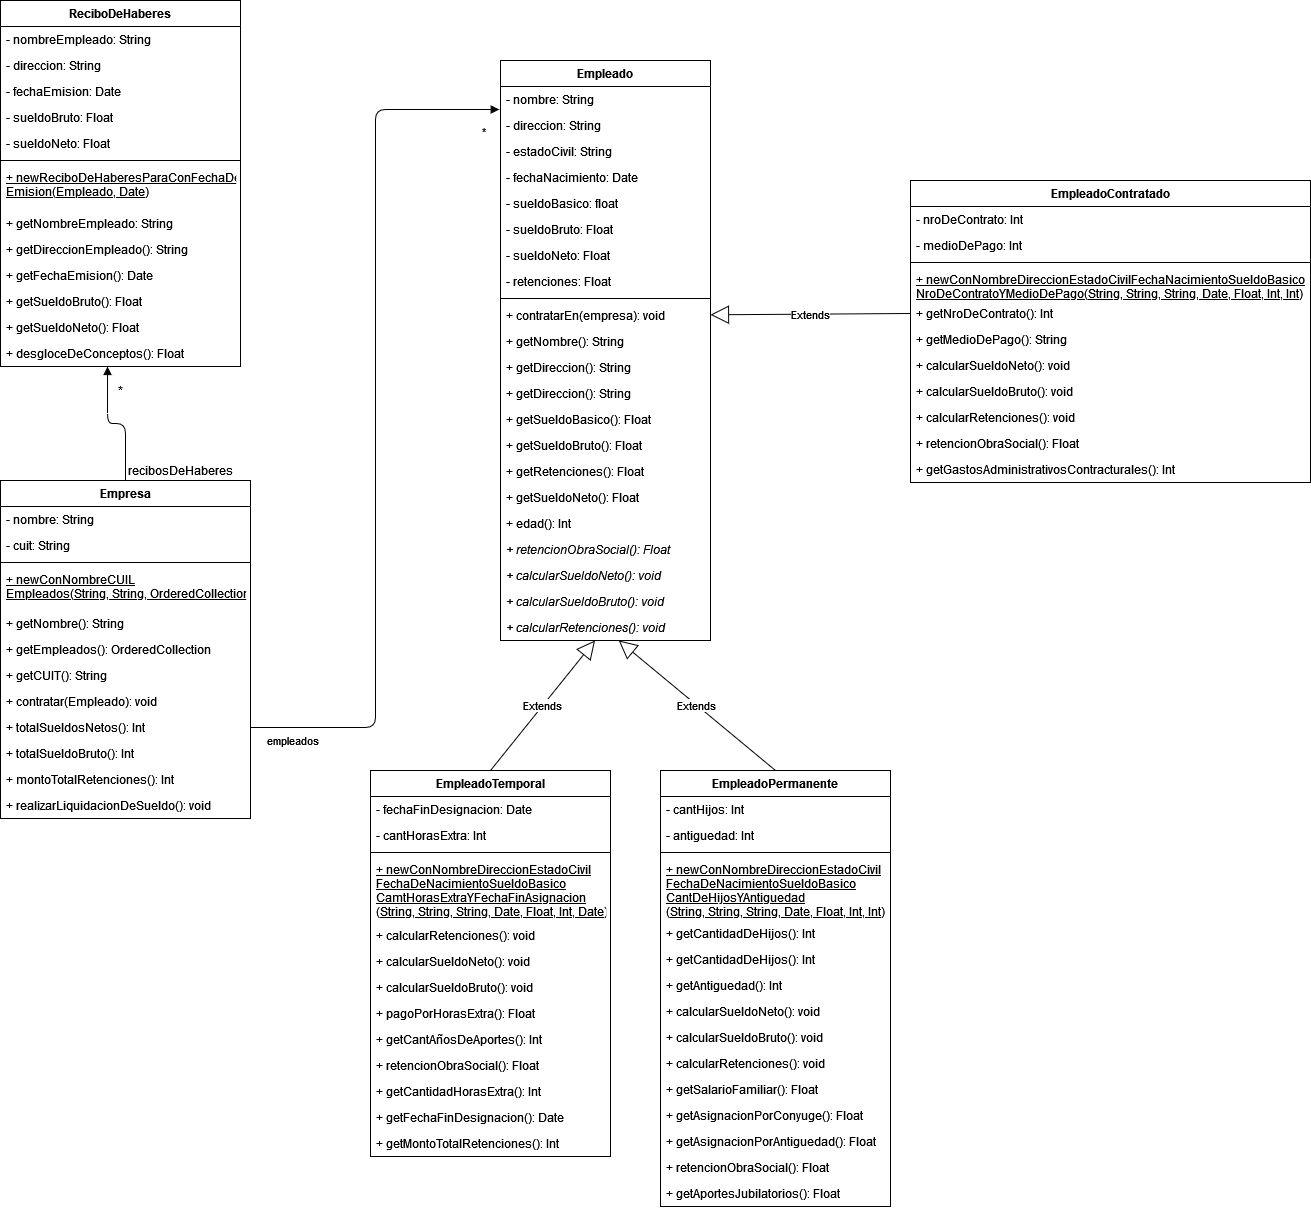 ReciboDeHaberes
- nombreEmpleado: String
- direccion: String
- fechaEmision: Date
- sueldoBruto: Float
- sueldoNeto: Float
+ newReciboDeHaberesParaConFechaDe
Emision(Empleado, Date)
+ getNombreEmpleado: String
+ getDireccionEmpleado(): String
+ getFechaEmision(): Date
+ getSueldoBruto(): Float
+ getSueldoNeto(): Float
+ desgloceDeConceptos(): Float
*
recibosDeHaberes
Empresa
- nombre: String
- cuit: String
+ newConNombreCUIL
Empleados(String, String, OrderedCollection
+ getNombre(): String
+ getEmpleados(): OrderedCollection
+ getCUIT(): String
+ contratar(Empleado): void
+ totalSueldosNetos(): Int
+ totalSueldoBruto(): Int
+ montoTotalRetenciones(): Int
+ realizarLiquidacionDeSueldo(): void
empleados
*
Empleado
- nombre: String
- direccion: String
- estadoCivil: String
- fechaNacimiento: Date
- sueldoBasico: float
- sueldoBruto: Float
- sueldoNeto: Float
- retenciones: Float
+ contratarEn(empresa): void
+ getNombre(): String
+ getDireccion(): String
+ getDireccion(): String
+ getSueldoBasico(): Float
+ getSueldoBruto(): Float
+ getRetenciones(): Float
+ getSueldoNeto(): Float
+ edad(): Int
+ retencionObraSocial(): Float
+ calcularSueldoNeto(): void
+ calcularSueldoBruto(): void
+ calcularRetenciones(): void
Extends
EmpleadoContratado
- nroDeContrato: Int
- medioDePago: Int
+ newConNombreDireccionEstadoCivilFechaNacimientoSueldoBasico
NroDeContratoYMedioDePago(String, String, String, Date, Float, Int, Int)
+ getNroDeContrato(): Int
+ getMedioDePago(): String
+ calcularSueldoNeto(): void
+ calcularSueldoBruto(): void
+ calcularRetenciones(): void
+ retencionObraSocial(): Float
+ getGastosAdministrativosContracturales(): Int
Extends
Extends
EmpleadoTemporal
- fechaFinDesignacion: Date
- cantHorasExtra: Int
+ newConNombreDireccionEstadoCivil
FechaDeNacimientoSueldoBasico
CamtHorasExtraYFechaFinAsignacion
(String, String, String, Date, Float, Int, Date)
+ calcularRetenciones(): void
+ calcularSueldoNeto(): void
+ calcularSueldoBruto(): void
+ pagoPorHorasExtra(): Float
+ getCantAñosDeAportes(): Int
+ retencionObraSocial(): Float
+ getCantidadHorasExtra(): Int
+ getFechaFinDesignacion(): Date
+ getMontoTotalRetenciones(): Int
EmpleadoPermanente
- cantHijos: Int
- antiguedad: Int
+ newConNombreDireccionEstadoCivil
FechaDeNacimientoSueldoBasico
CantDeHijosYAntiguedad
(String, String, String, Date, Float, Int, Int)
+ getCantidadDeHijos(): Int
+ getCantidadDeHijos(): Int
+ getAntiguedad(): Int
+ calcularSueldoNeto(): void
+ calcularSueldoBruto(): void
+ calcularRetenciones(): void
+ getSalarioFamiliar(): Float
+ getAsignacionPorConyuge(): Float
+ getAsignacionPorAntiguedad(): Float
+ retencionObraSocial(): Float
+ getAportesJubilatorios(): Float